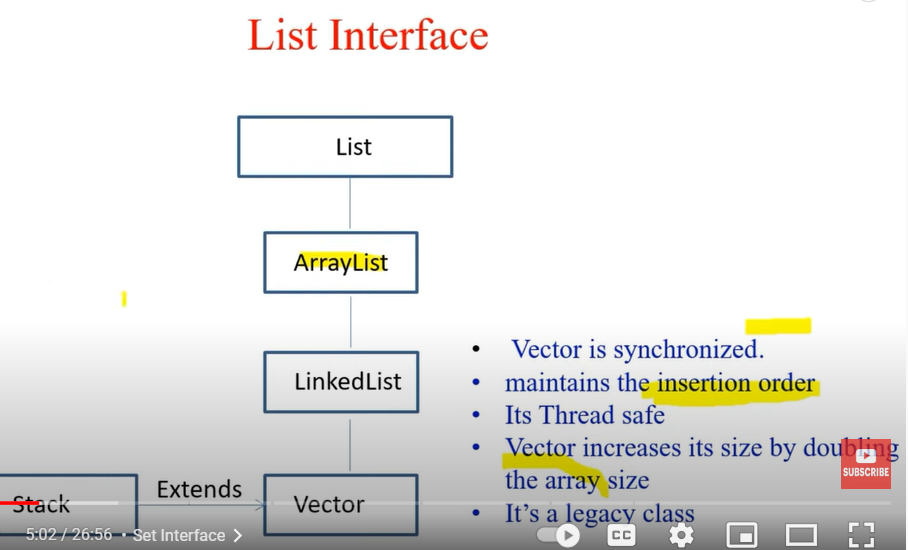 List Interface
List
ArrayList
LinkedList
Vector is synchronized.
maintains the insertion order
Its Thread safe
Vector increases its size by doubling
the array size
It's a legacy class
Stack
Extends
Vector
SUBSCRIBE
5:02 / 26:56 • Set Interface
CC